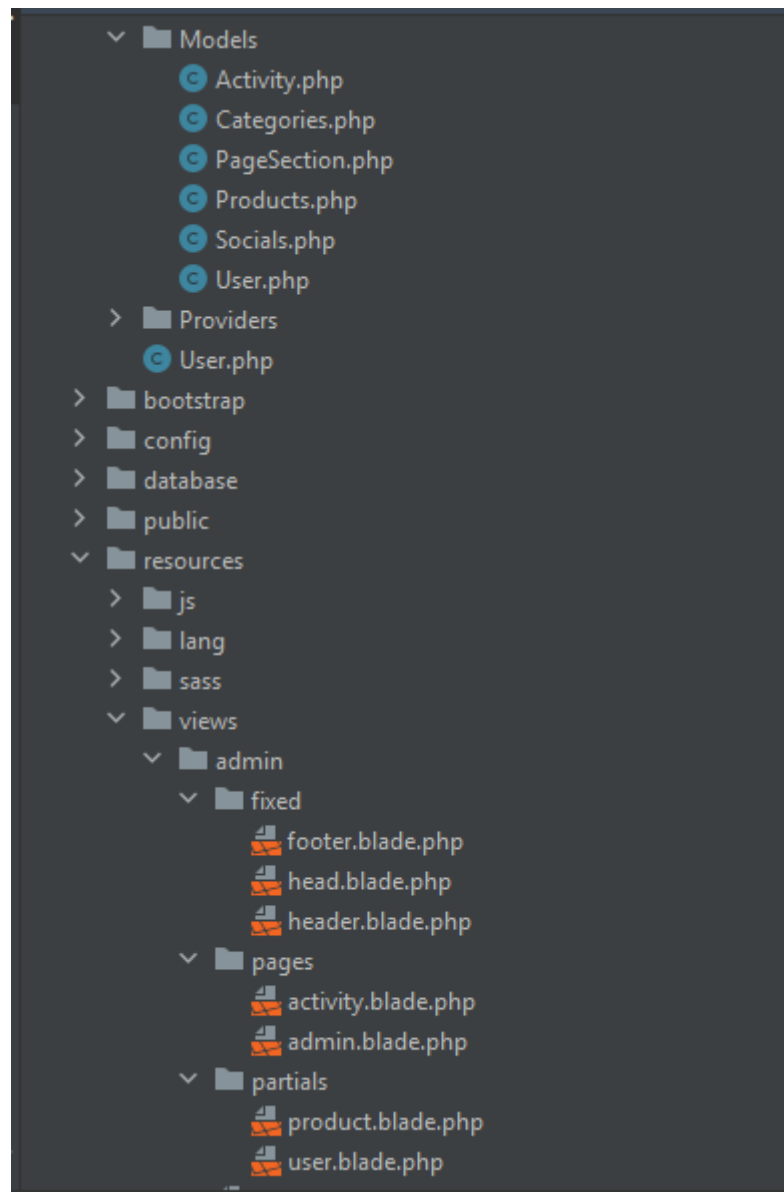 Models
Activity.php
Categories.php
PageSection.php
Products.php
Socials.php
User.php
Providers
User.php
bootstrap
config
database
public
resources
js
lang
sass
views
admin
fixed
footer.blade.php
head.blade.php
header.blade.php
pages
activity.blade.php
admin.blade.php
partials
product.blade.php
user.blade.php